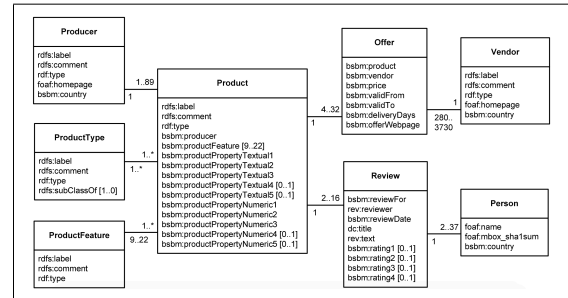 Producer
rdfs:label
rdfs:comment
rdf:type
foaf:homepage
bsbm:country
1..89
1
ProductType
rdfs:label
rdfs:comment
rdf:type
rdfs:subClassOf [1..0]
1..*
1..*
ProductFeature
rdfs:label
rdfs:comment
rdf:type
1..*
9..22
Product
rdfs:label
rdfs:comment
rdf:type
bsbm:producer
bsbm:productFeature [9..22]
bsbm:productPropertyTextual1
bsbm:productPropertyTextual2
bsbm:productPropertyTextual3
bsbm:productPropertyTextual4 [0..1]
bsbm:productPropertyTextual5 [0..1]
bsbm:productPropertyNumeric1
bsbm:productPropertyNumeric2
bsbm:productPropertyNumeric3
bsbm:productPropertyNumeric4 [0..1]
bsbm:productPropertyNumeric5 [0..1]
4..32
1
2..16
1
Offer
bsbm:product
bsbm:vendor
bsbm:price
bsbm:validFrom
bsbm:validTo
bsbm:deliveryDays
bsbm:offerWebpage
1
280..
3730
Vendor
rdfs:label
rdfs:comment
rdf:type
foaf:homepage
bsbm:country
Review
bsbm:reviewFor
rev:reviewer
bsbm:reviewDate
dc:title
rev:text
bsbm:rating1 [0..1]
bsbm:rating2 [0..1]
bsbm:rating3 [0..1]
bsbm:rating4 [0..1]
2..37
1
Person
foaf:name
foaf:mbox_sha1sum
bsbm:country